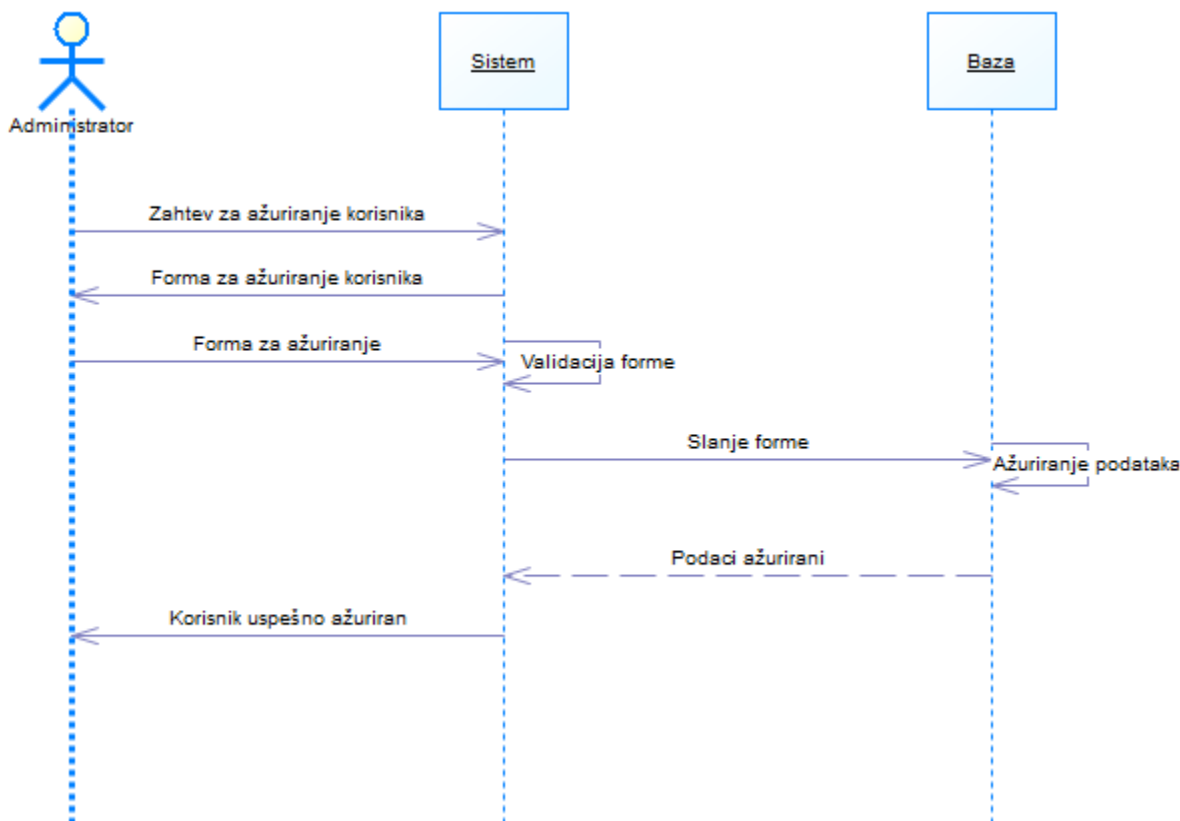 Sistem
Baza
Administrator
Zahtev za ažuriranje korisnika
Forma za ažuriranje korisnika
Forma za ažuriranje
Validacija forme
Slanje forme
Ažuriranje podataka
Podaci ažurirani
Korisnik uspešno ažuriran